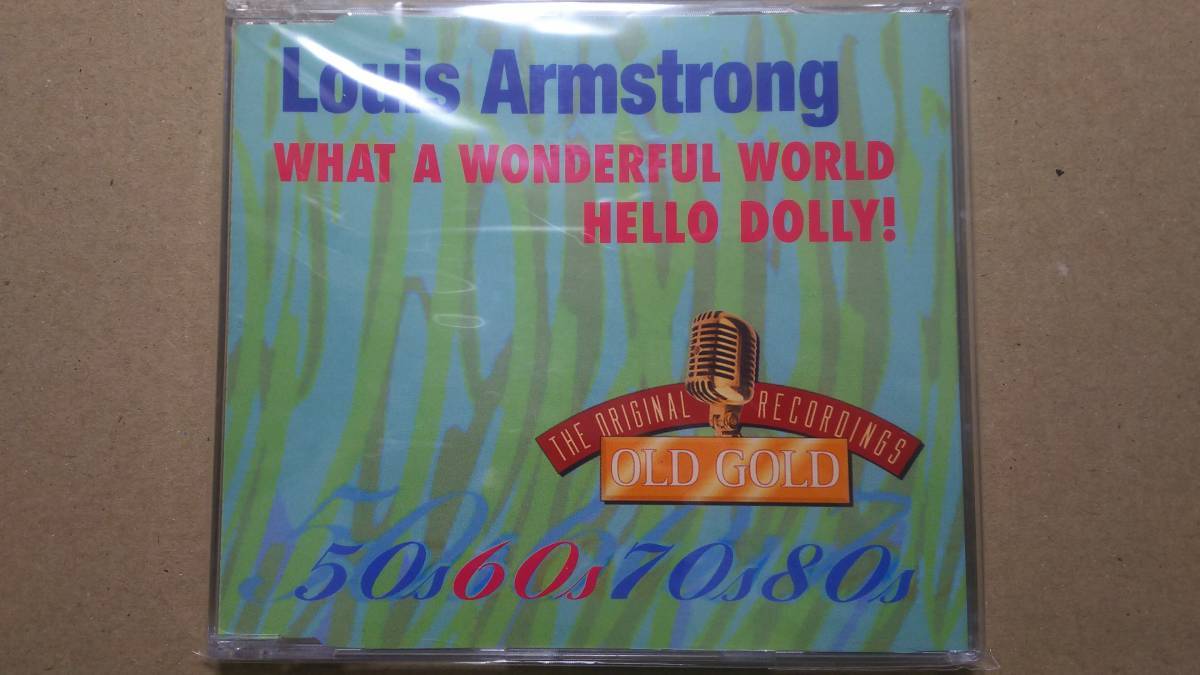 Louis Armstrong
WHAT A WONDERFUL WORLD
HELLO DOLLY!
THE ORIGINAL RECORDINGS
OLD GOLD
50s60s70s80s